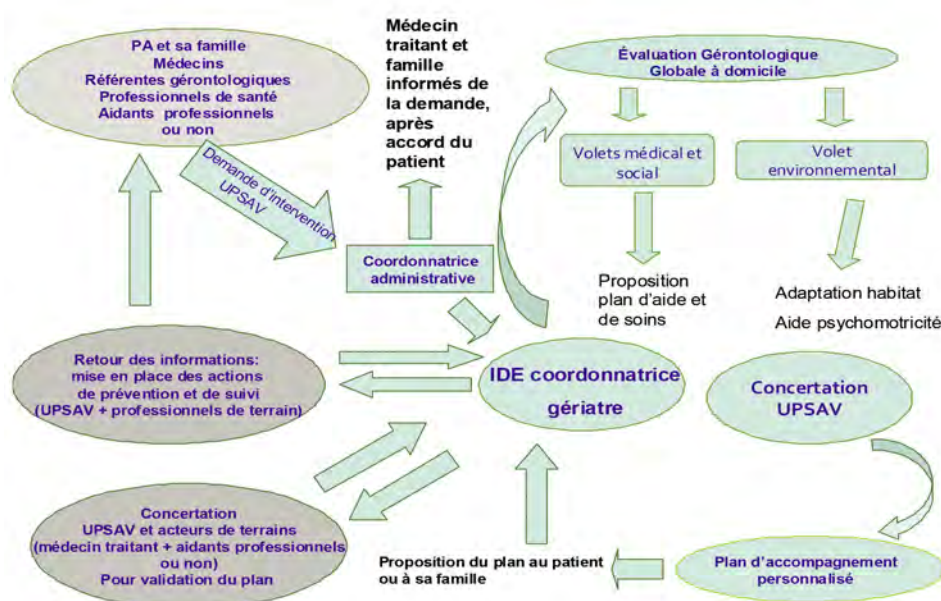 PA et sa famille
Médecins
Référentes gérontologiques
Professionnels de santé
Aidants professionnels
ou non
Demande d'intervention
UPSAV
Médecin
traitant et
famille
informés de
la demande,
après
accord du
patient
Coordonnatrice
administrative
Évaluation Gérontologique
Globale à domicile
Volets médical et
social
Volet
environnemental
Proposition
plan d'aide et
de soins
Adaptation habitat
Aide psychomotricité
Retour des informations:
mise en place des actions
de prévention et de suivi
(UPSAV + professionnels de terrain)
IDE coordonnatrice
gériatre
Concertation
UPSAV
Concertation
UPSAV et acteurs de terrains
(médecin traitant + aidants professionnels
ou non)
Pour validation du plan
Proposition du plan au patient
ou à sa famille
Plan d'accompagnement
personnalisé